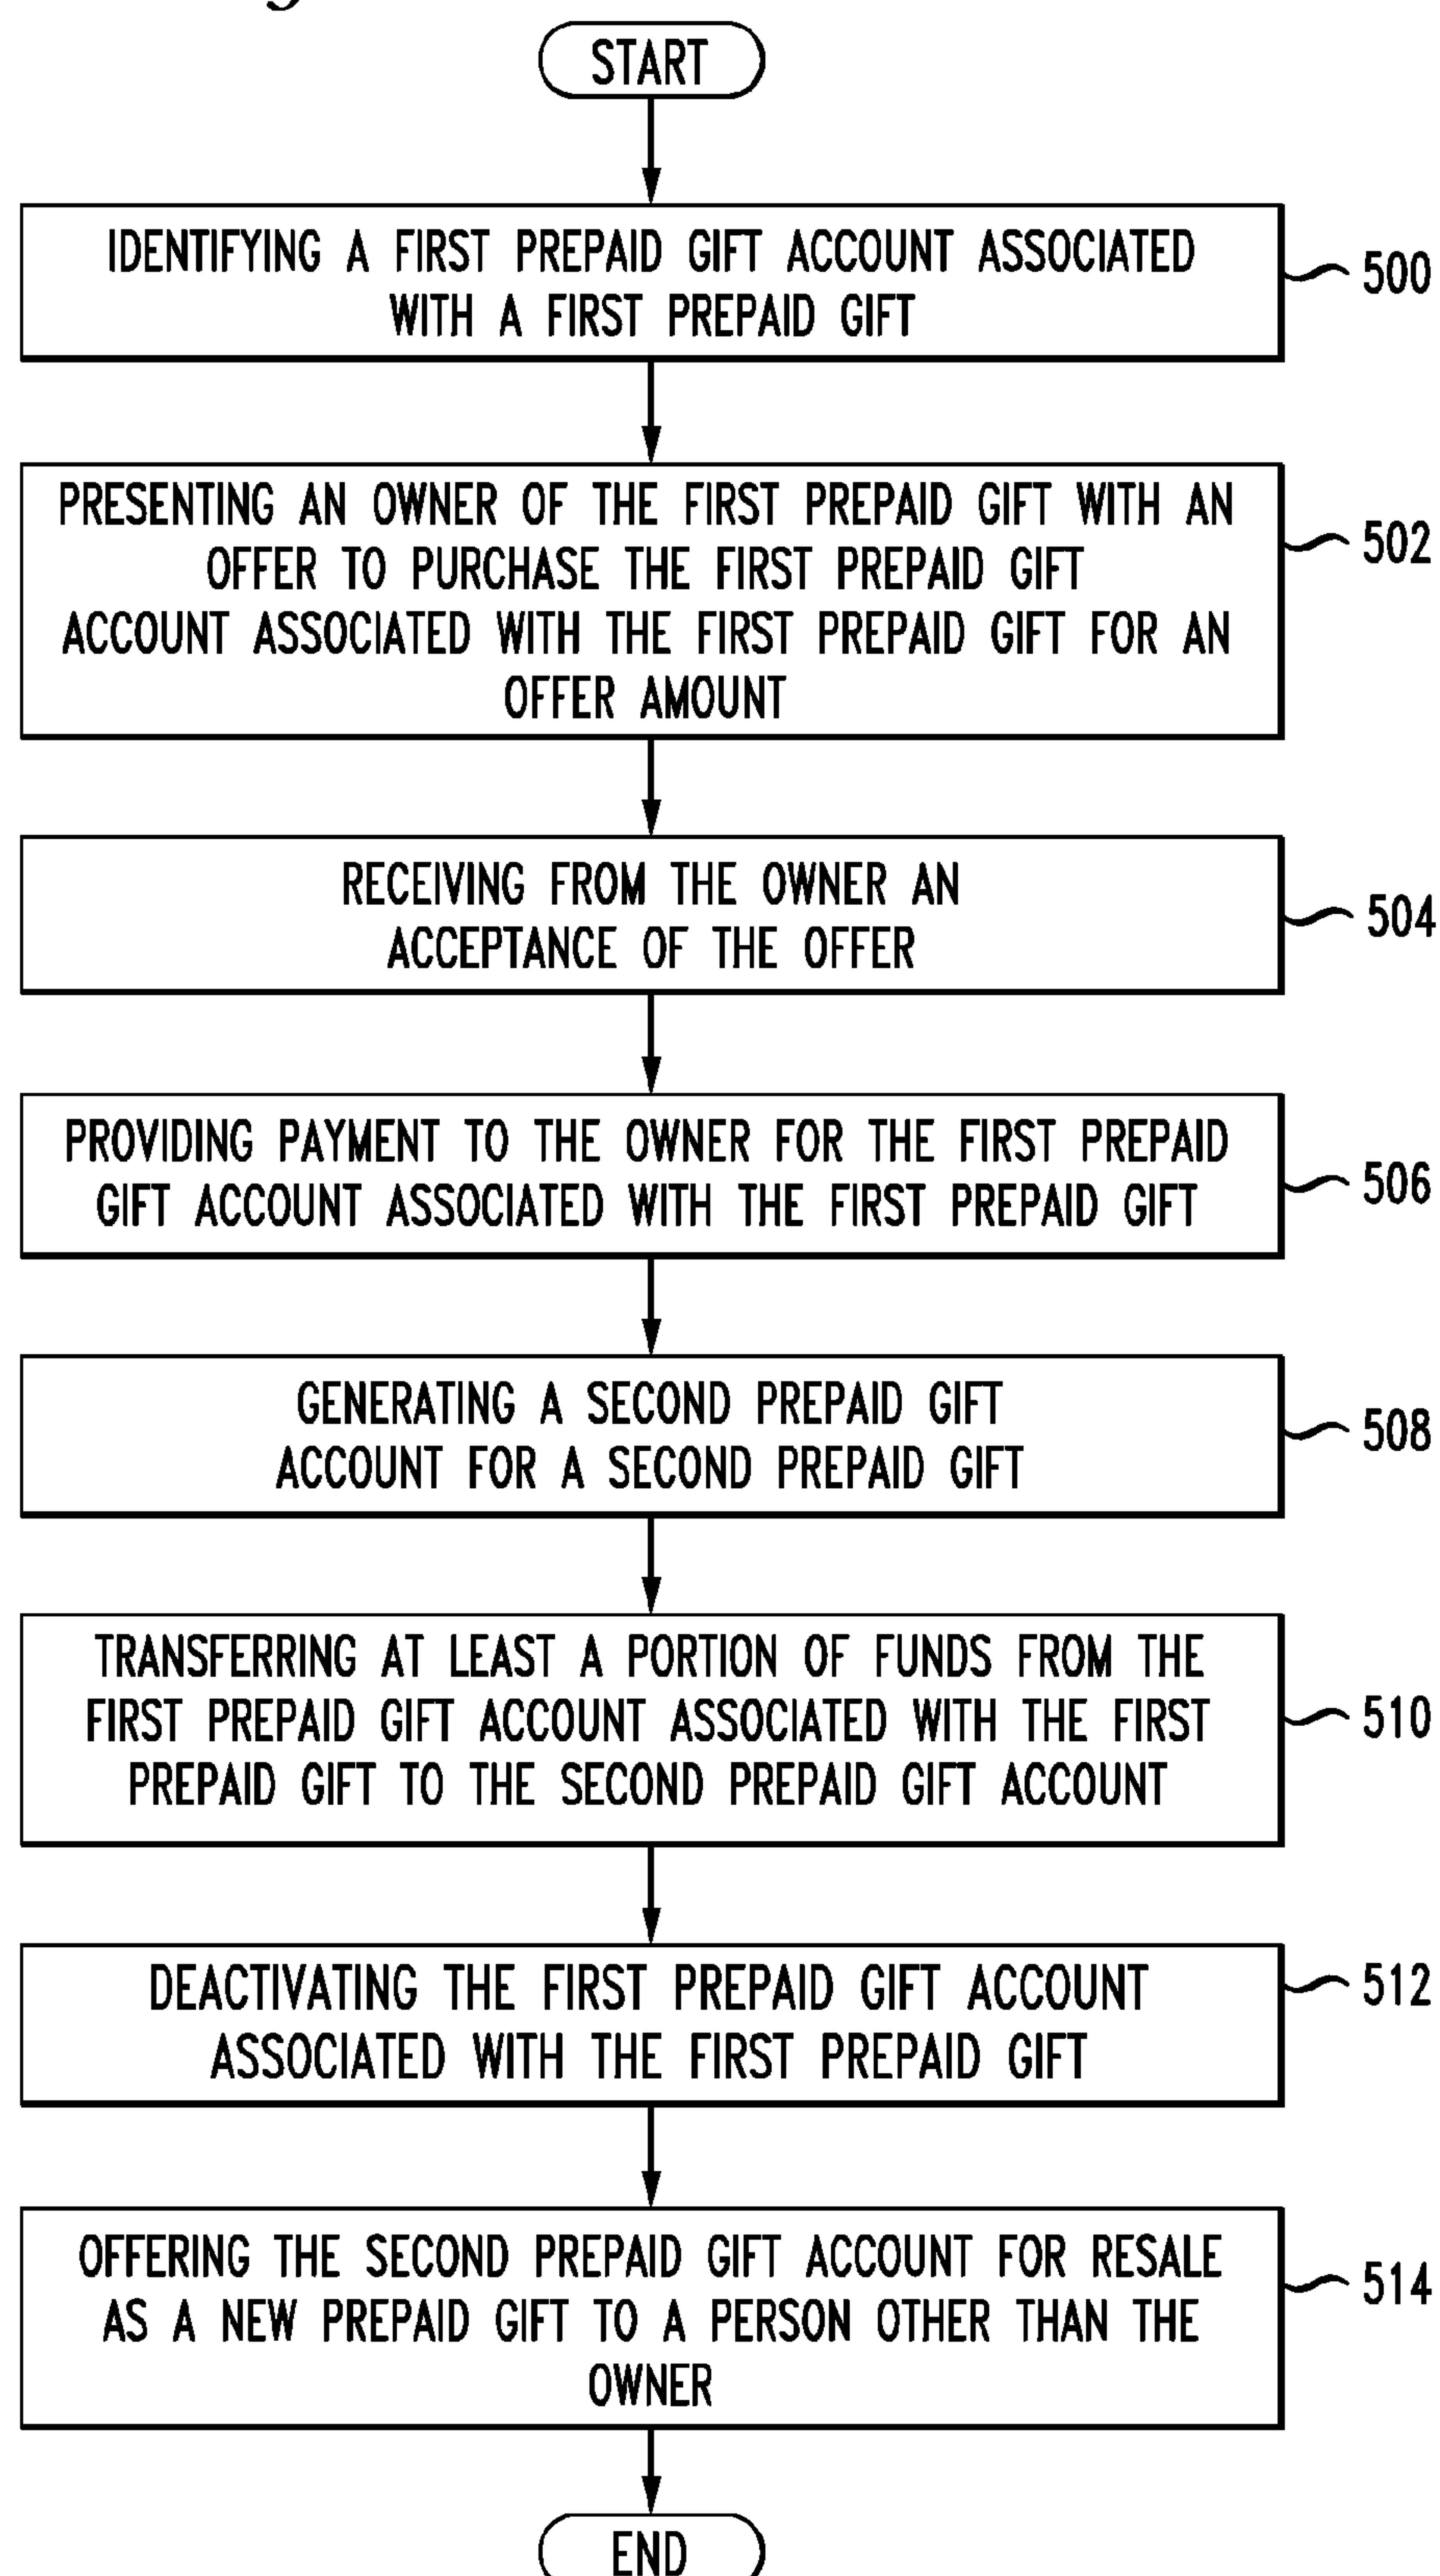 START
IDENTIFYING A FIRST PREPAID GIFT ACCOUNT ASSOCIATED
WITH A FIRST PREPAID GIFT
500
PRESENTING AN OWNER OF THE FIRST PREPAID GIFT WITH AN
OFFER TO PURCHASE THE FIRST PREPAID GIFT
ACCOUNT ASSOCIATED WITH THE FIRST PREPAID GIFT FOR AN
OFFER AMOUNT
502
RECEIVING FROM THE OWNER AN
ACCEPTANCE OF THE OFFER
504
PROVIDING PAYMENT TO THE OWNER FOR THE FIRST PREPAID
GIFT ACCOUNT ASSOCIATED WITH THE FIRST PREPAID GIFT
506
GENERATING A SECOND PREPAID GIFT
ACCOUNT FOR A SECOND PREPAID GIFT
508
TRANSFERRING AT LEAST A PORTION OF FUNDS FROM THE
FIRST PREPAID GIFT ACCOUNT ASSOCIATED WITH THE FIRST
PREPAID GIFT TO THE SECOND PREPAID GIFT ACCOUNT
510
DEACTIVATING THE FIRST PREPAID GIFT ACCOUNT
ASSOCIATED WITH THE FIRST PREPAID GIFT
512
OFFERING THE SECOND PREPAID GIFT ACCOUNT FOR RESALE
AS A NEW PREPAID GIFT TO A PERSON OTHER THAN THE
OWNER
514
END